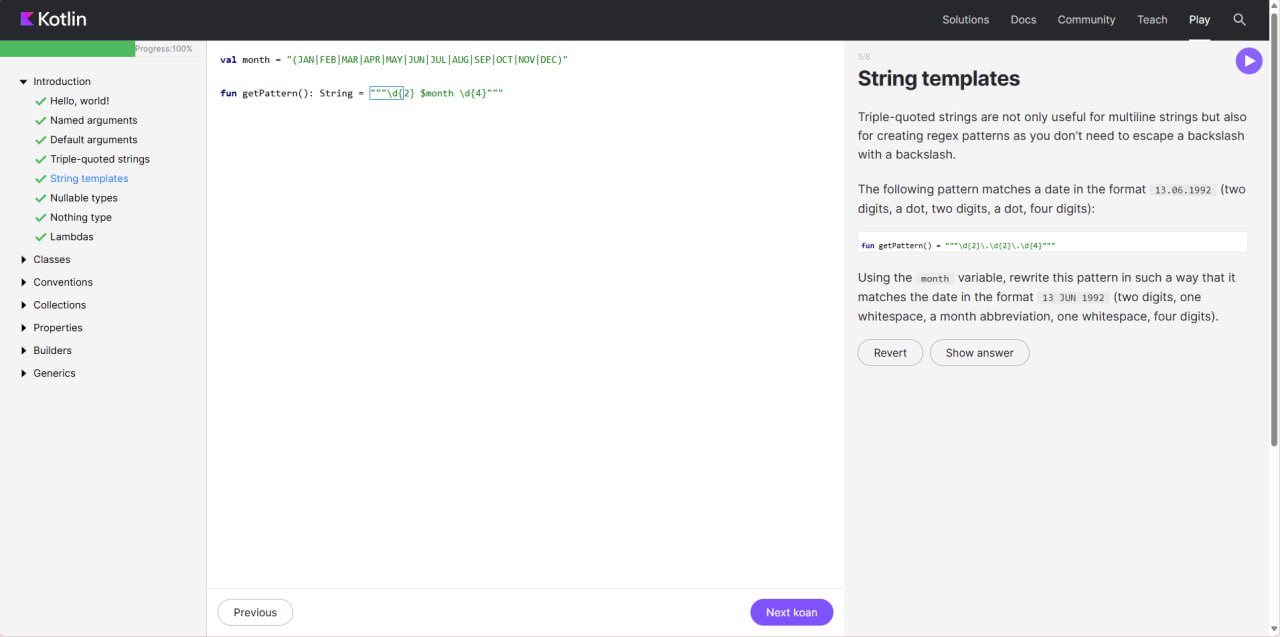 Kotlin
Solutions Docs Community Teach Play
Progress:100%
Introduction
Hello, world!
Named arguments
Default arguments
Triple-quoted strings
String templates
Nullable types
Nothing type
Lambdas
Classes
Conventions
Collections
Properties
Builders
Generics
val month = "(JAN|FEB|MAR|APR|MAY|JUN|JUL|AUG|SEP|OCT|NOV|DEC)"
fun getPattern(): String = """\d{2} $month \d{4}"""
Previous
Next koan
5/8
String templates
Triple-quoted strings are not only useful for multiline strings but also
for creating regex patterns as you don't need to escape a backslash
with a backslash.
The following pattern matches a date in the format 13.06.1992 (two
digits, a dot, two digits, a dot, four digits):
fun getPattern() = """\d{2}\.\d{2}\.\d{4}"""
Using the month variable, rewrite this pattern in such a way that it
matches the date in the format 13 JUN 1992 (two digits, one
whitespace, a month abbreviation, one whitespace, four digits).
Revert
Show answer